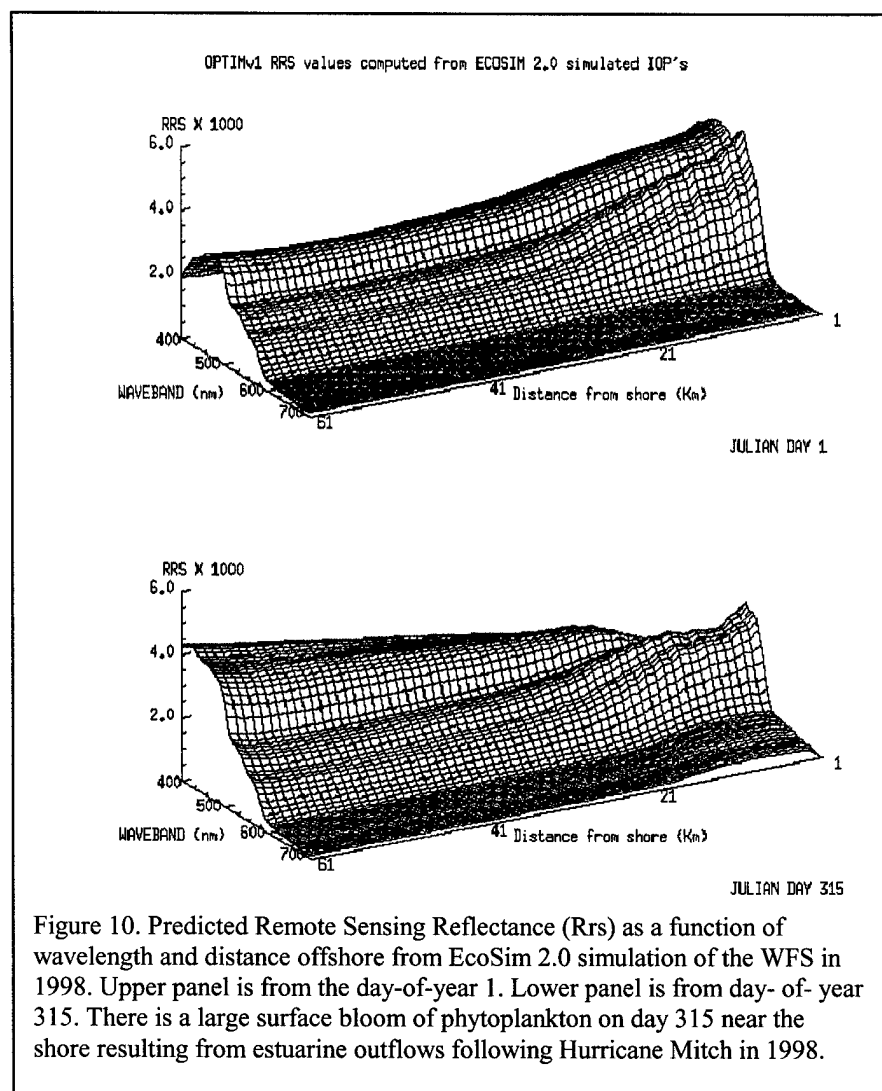 OPTIMv1 RRS values computed from ECOSIM 2.0 simulated IOP's
RRS X 1000
6.0
4.0
2.0
400
500
600
700
WAVEBAND (nm)
61
41
21
1
Distance from shore (Km)
JULIAN DAY 1
RRS X 1000
6.0
4.0
2.0
400
500
600
700
WAVEBAND (nm)
61
41
21
1
Distance from shore (Km)
JULIAN DAY 315
Figure 10. Predicted Remote Sensing Reflectance (Rrs) as a function of
wavelength and distance offshore from EcoSim 2.0 simulation of the WFS in
1998. Upper panel is from the day-of-year 1. Lower panel is from day- of- year
315. There is a large surface bloom of phytoplankton on day 315 near the
shore resulting from estuarine outflows following Hurricane Mitch in 1998.